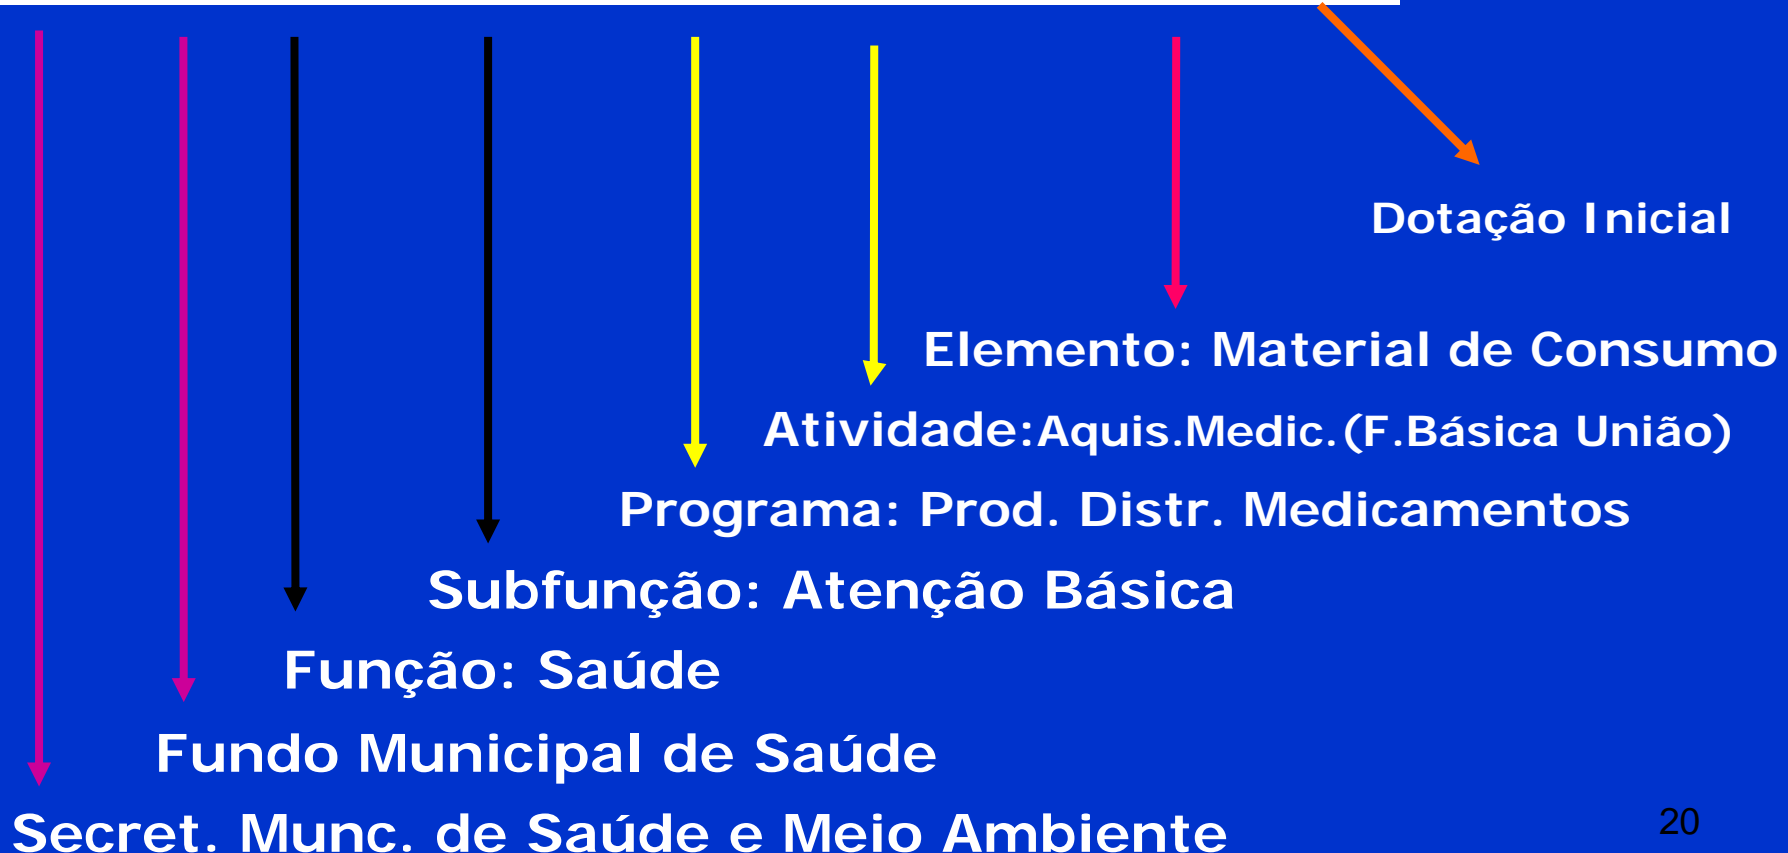 Dotação Inicial
Elemento: Material de Consumo
Atividade:Aquis.Medic.(F.Básica União)
Programa: Prod. Distr. Medicamentos
Subfunção: Atenção Básica
Função: Saúde
Fundo Municipal de Saúde
Secret. Munc. de Saúde e Meio Ambiente
20